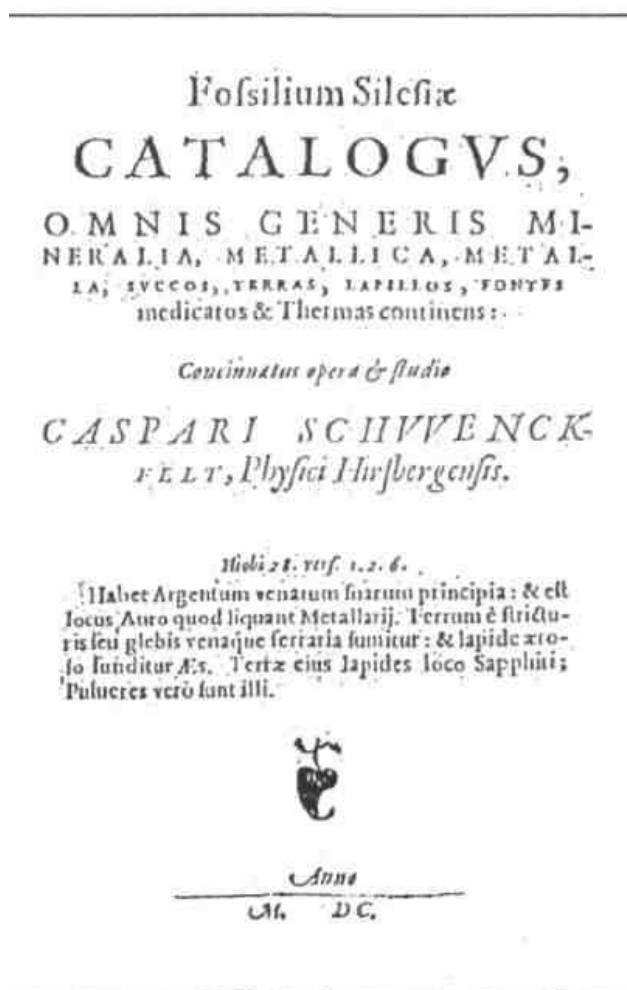 Foſsilium Sileſiæ
CATALOGVS,
OMNIS GENERIS MI-
NERALIA, METALLICA, METAL-
LA, SVCCOS, TERRAS, LAPILLOS, FONTES
medicatos & Thermas continens:
Concinnatus opera & ſtudio
CASPARI SCHVVENCK-
FELT, Phyſici Hirſbergenſis.
Hiobi 28. verſ. 1.2.6.
Habet Argentum venarum ſuarum principia: & eſt
locus Auro quod liquant Metallarij. Ferrum è ſtrictu-
ris ſeu glebis venaque ferraria ſumitur: & lapide æro-
ſo funditur Æs. Terræ eius lapides loco Sapphiri;
Pulueres verò ſunt illi.
Anno
M. DC.